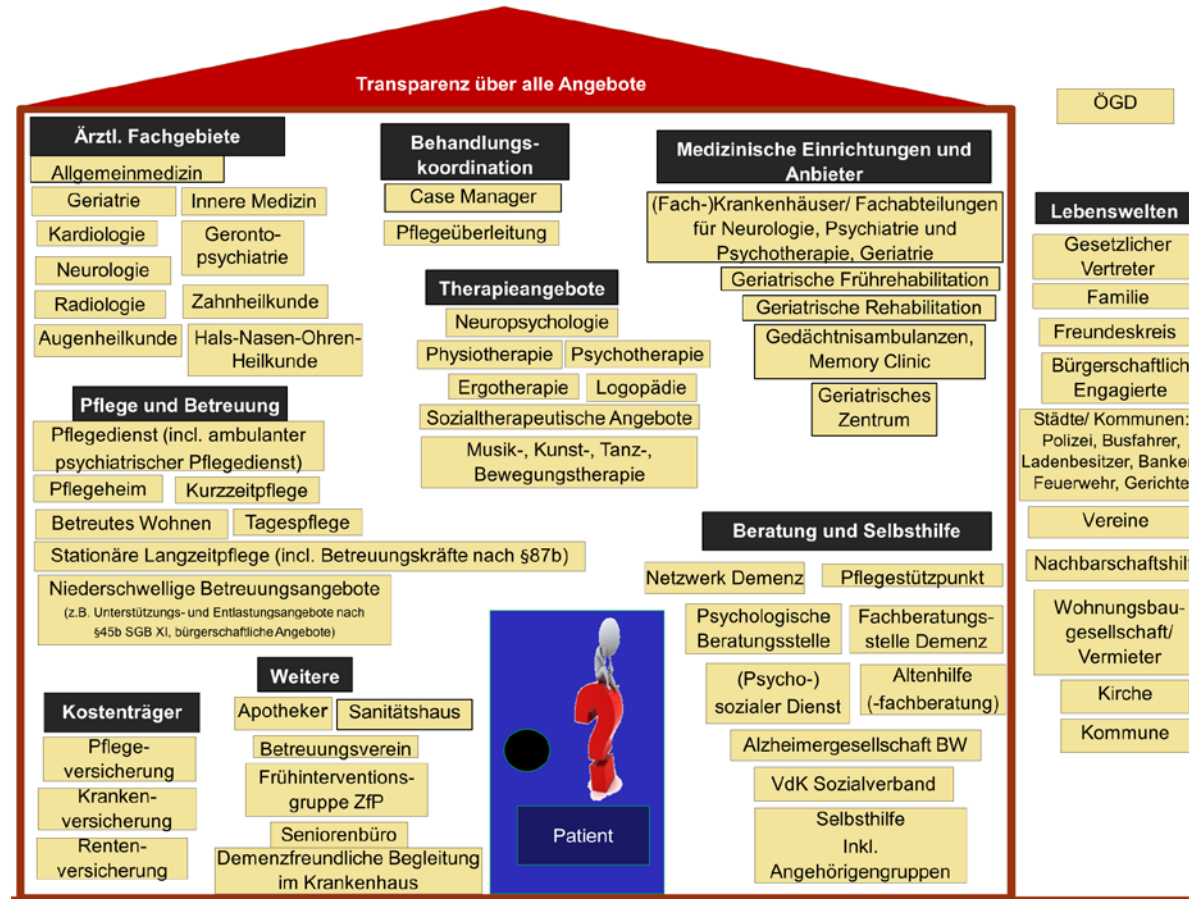 Transparenz über alle Angebote
ÖGD
Ärztl. Fachgebiete
Allgemeinmedizin
Geriatrie
Innere Medizin
Kardiologie
Geronto-
psychiatrie
Neurologie
Radiologie
Zahnheilkunde
Augenheilkunde
Hals-Nasen-Ohren-
Heilkunde
Behandlungs-
koordination
Case Manager
Pflegeüberleitung
Therapieangebote
Neuropsychologie
Physiotherapie
Psychotherapie
Ergotherapie
Logopädie
Sozialtherapeutische Angebote
Musik-, Kunst-, Tanz-,
Bewegungstherapie
Medizinische Einrichtungen und
Anbieter
(Fach-)Krankenhäuser/ Fachabteilungen
für Neurologie, Psychiatrie und
Psychotherapie, Geriatrie
Geriatrische Frührehabilitation
Geriatrische Rehabilitation
Gedächtnisambulanzen,
Memory Clinic
Geriatrisches
Zentrum
Pflege und Betreuung
Pflegedienst (incl. ambulanter
psychiatrischer Pflegedienst)
Pflegeheim
Kurzzeitpflege
Betreutes Wohnen
Tagespflege
Stationäre Langzeitpflege (incl. Betreuungskräfte nach §87b)
Niederschwellige Betreuungsangebote
(z.B. Unterstützungs- und Entlastungsangebote nach
§45b SGB XI, bürgerschaftliche Angebote)
Beratung und Selbsthilfe
Netzwerk Demenz
Pflegestützpunkt
Psychologische
Beratungsstelle
Fachberatungs-
stelle Demenz
(Psycho-)
sozialer Dienst
Altenhilfe
(-fachberatung)
Alzheimergesellschaft BW
VdK Sozialverband
Selbsthilfe
Inkl.
Angehörigengruppen
Kostenträger
Pflege-
versicherung
Kranken-
versicherung
Renten-
versicherung
Weitere
Apotheker
Sanitätshaus
Betreuungsverein
Frühinterventions-
gruppe ZfP
Seniorenbüro
Demenzfreundliche Begleitung
im Krankenhaus
?
Patient
Lebenswelten
Gesetzlicher
Vertreter
Familie
Freundeskreis
Bürgerschaftlich
Engagierte
Städte/ Kommunen:
Polizei, Busfahrer,
Ladenbesitzer, Banken
Feuerwehr, Gerichte
Vereine
Nachbarschaftshilf
Wohnungsbau-
gesellschaft/
Vermieter
Kirche
Kommune